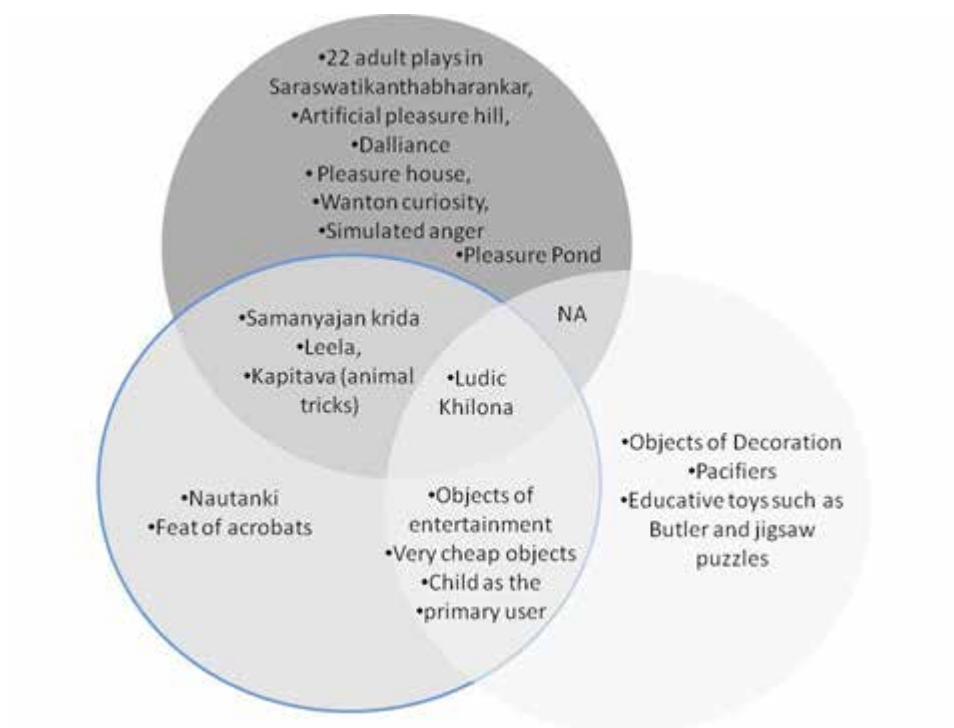 •22 adult plays in
Saraswatikanthabharankar,
•Artificial pleasure hill,
•Dalliance
• Pleasure house,
•Wanton curiosity,
•Simulated anger
•Pleasure Pond
NA
•Samanyajan krida
•Leela,
•Kapitava (animal
tricks)
•Ludic
Khilona
•Objects of Decoration
•Pacifiers
•Educative toys such as
Butler and jigsaw
puzzles
•Nautanki
•Feat of acrobats
•Objects of
entertainment
•Very cheap objects
•Child as the
•primary user